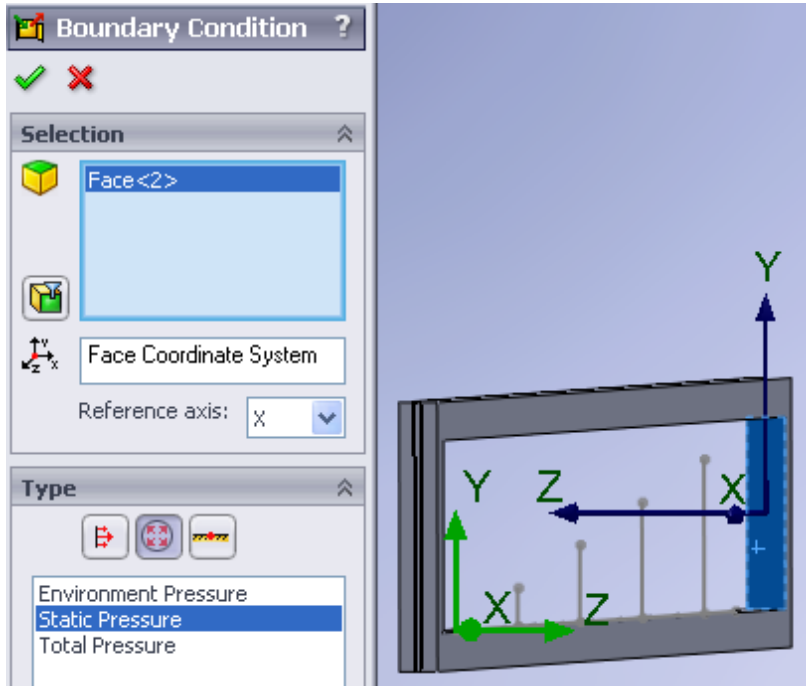 Boundary Condition ?
Selection
Face<2>
Face Coordinate System
Reference axis: X
Type
Environment Pressure
Static Pressure
Total Pressure
Y
Y Z X
X Z